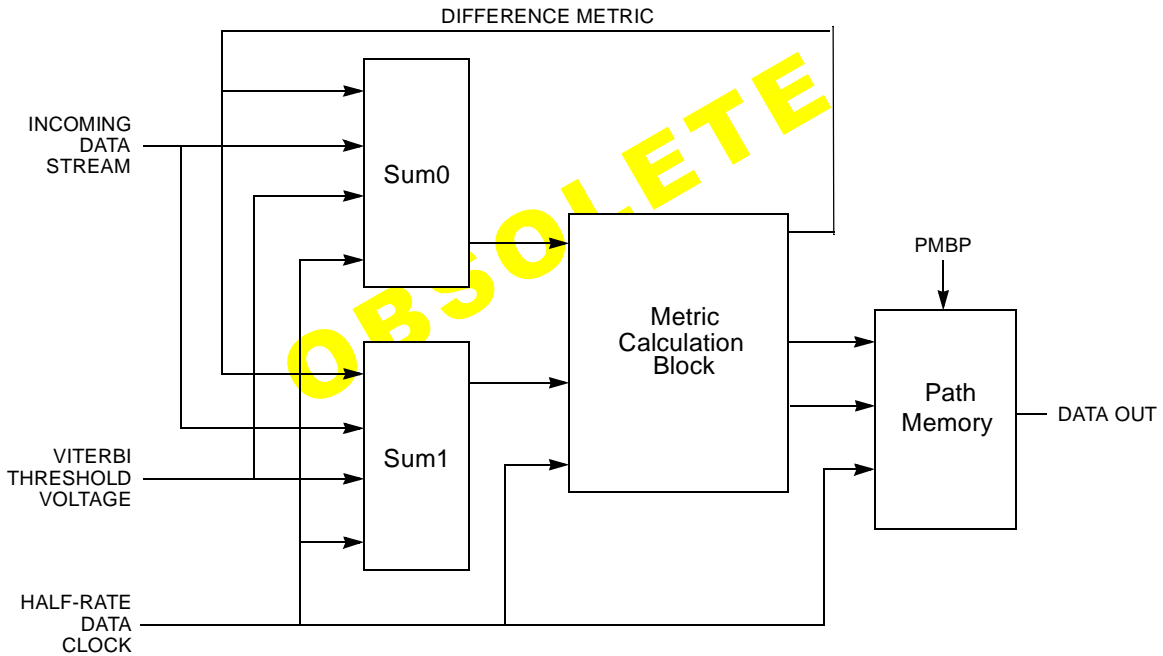 DIFFERENCE METRIC
INCOMING
DATA
STREAM
Sum0
OBSOLETE
PMBP
Metric
Calculation
Block
Path
Memory
DATA OUT
VITERBI
THRESHOLD
VOLTAGE
Sum1
HALF-RATE
DATA
CLOCK